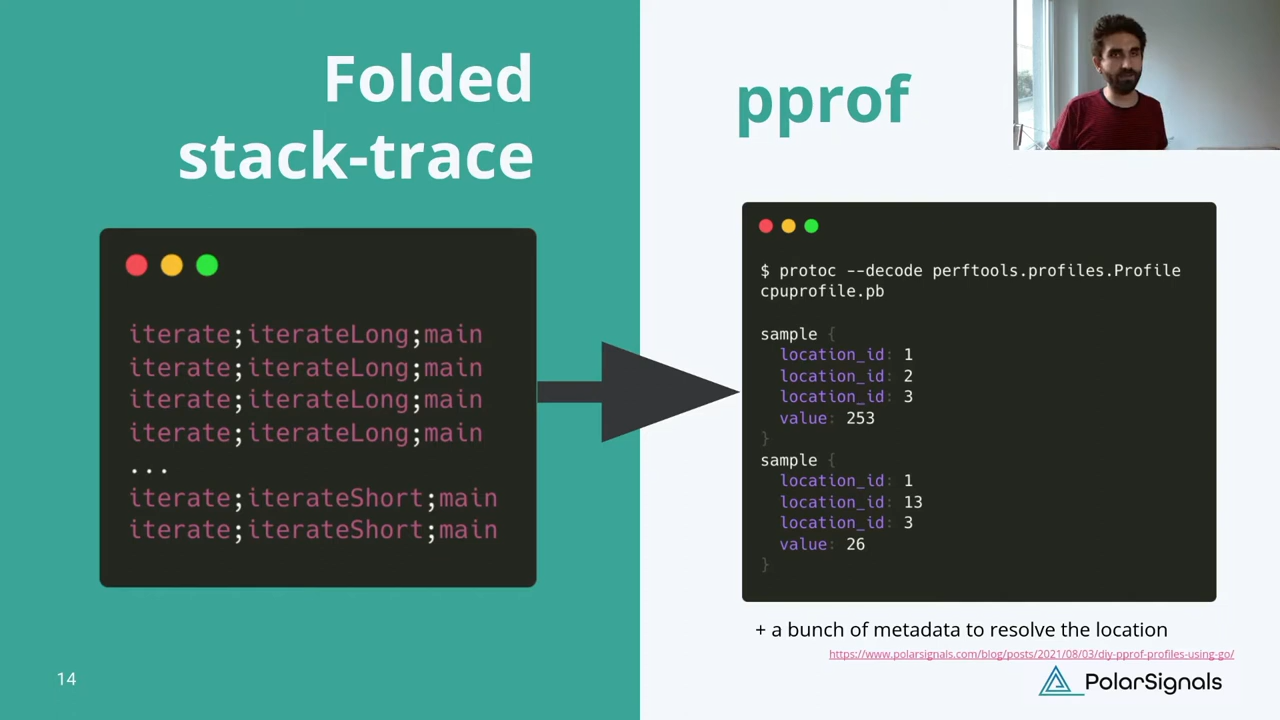 Folded
stack-trace
iterate;iterateLong;main
iterate;iterateLong;main
iterate;iterateLong;main
iterate;iterateLong;main
...
iterate;iterateShort;main
iterate;iterateShort;main
14
pprof
$ protoc --decode perftools.profiles.Profile
cpuprofile.pb
sample {
location_id: 1
location_id: 2
location_id: 3
value: 253
}
sample {
location_id: 1
location_id: 13
location_id: 3
value: 26
}
+ a bunch of metadata to resolve the location
https://www.polarsignals.com/blog/posts/2021/08/03/diy-pprof-profiles-using-go/
PolarSignals